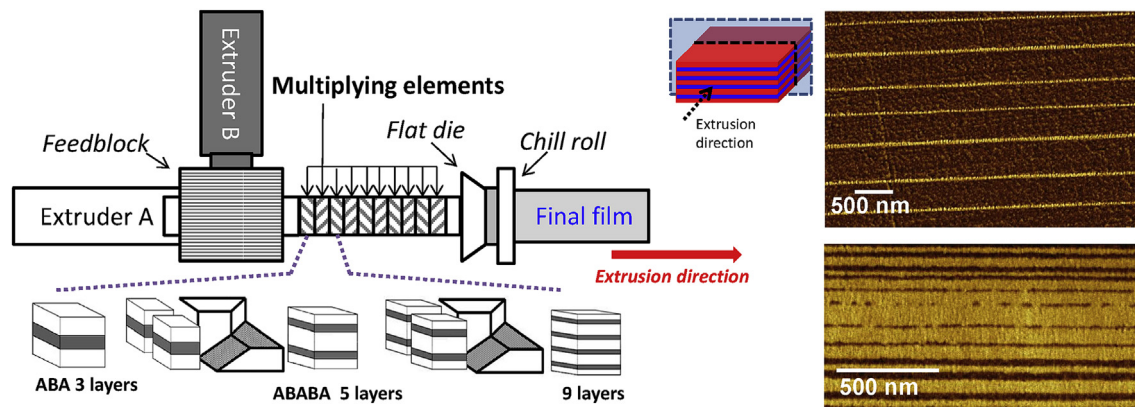 Extruder B
Multiplying elements
Feedblock
Flat die
Chill roll
Extruder A
Final film
Extrusion direction
ABA 3 layers
ABABA 5 layers
9 layers
Extrusion
direction
500 nm
500 nm